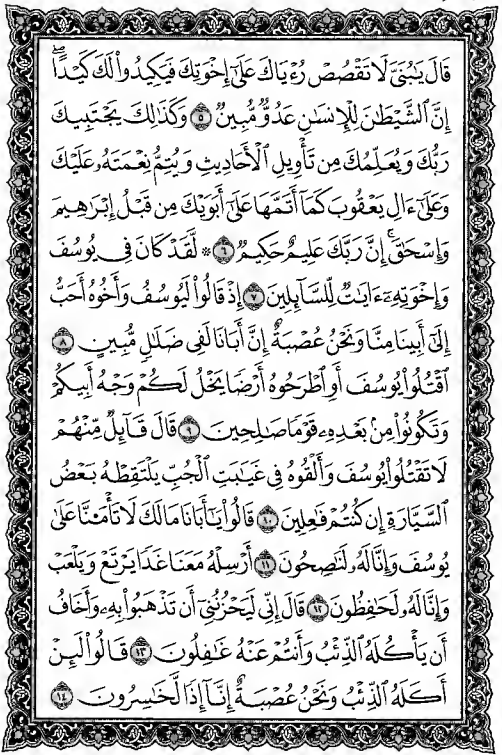 قَالَ يَٰبُنَىَّ لَا تَقْصُصْ رُءْيَاكَ عَلَىٰٓ إِخْوَتِكَ فَيَكِيدُوا۟ لَكَ كَيْدًا ۖ
إِنَّ ٱلشَّيْطَٰنَ لِلْإِنسَٰنِ عَدُوٌّ مُّبِينٌ ٥ وَكَذَٰلِكَ يَجْتَبِيكَ
رَبُّكَ وَيُعَلِّمُكَ مِن تَأْوِيلِ ٱلْأَحَادِيثِ وَيُتِمُّ نِعْمَتَهُۥ عَلَيْكَ
وَعَلَىٰٓ ءَالِ يَعْقُوبَ كَمَآ أَتَمَّهَا عَلَىٰٓ أَبَوَيْكَ مِن قَبْلُ إِبْرَٰهِيمَ
وَإِسْحَٰقَ ۚ إِنَّ رَبَّكَ عَلِيمٌ حَكِيمٌ ٦ ۞ لَّقَدْ كَانَ فِى يُوسُفَ
وَإِخْوَتِهِۦٓ ءَايَٰتٌ لِّلسَّآئِلِينَ ٧ إِذْ قَالُوا۟ لَيُوسُفُ وَأَخُوهُ أَحَبُّ
إِلَىٰٓ أَبِينَا مِنَّا وَنَحْنُ عُصْبَةٌ إِنَّ أَبَانَا لَفِى ضَلَٰلٍ مُّبِينٍ ٨
ٱقْتُلُوا۟ يُوسُفَ أَوِ ٱطْرَحُوهُ أَرْضًا يَخْلُ لَكُمْ وَجْهُ أَبِيكُمْ
وَتَكُونُوا۟ مِنۢ بَعْدِهِۦ قَوْمًا صَٰلِحِينَ ٩ قَالَ قَآئِلٌ مِّنْهُمْ
لَا تَقْتُلُوا۟ يُوسُفَ وَأَلْقُوهُ فِى غَيَٰبَتِ ٱلْجُبِّ يَلْتَقِطْهُ بَعْضُ
ٱلسَّيَّارَةِ إِن كُنتُمْ فَٰعِلِينَ ١٠ قَالُوا۟ يَٰٓأَبَانَا مَا لَكَ لَا تَأْمَ۫نَّا عَلَىٰ
يُوسُفَ وَإِنَّا لَهُۥ لَنَٰصِحُونَ ١١ أَرْسِلْهُ مَعَنَا غَدًا يَرْتَعْ وَيَلْعَبْ
وَإِنَّا لَهُۥ لَحَٰفِظُونَ ١٢ قَالَ إِنِّى لَيَحْزُنُنِىٓ أَن تَذْهَبُوا۟ بِهِۦ وَأَخَافُ
أَن يَأْكُلَهُ ٱلذِّئْبُ وَأَنتُمْ عَنْهُ غَٰفِلُونَ ١٣ قَالُوا۟ لَئِنْ
أَكَلَهُ ٱلذِّئْبُ وَنَحْنُ عُصْبَةٌ إِنَّآ إِذًا لَّخَٰسِرُونَ ١٤